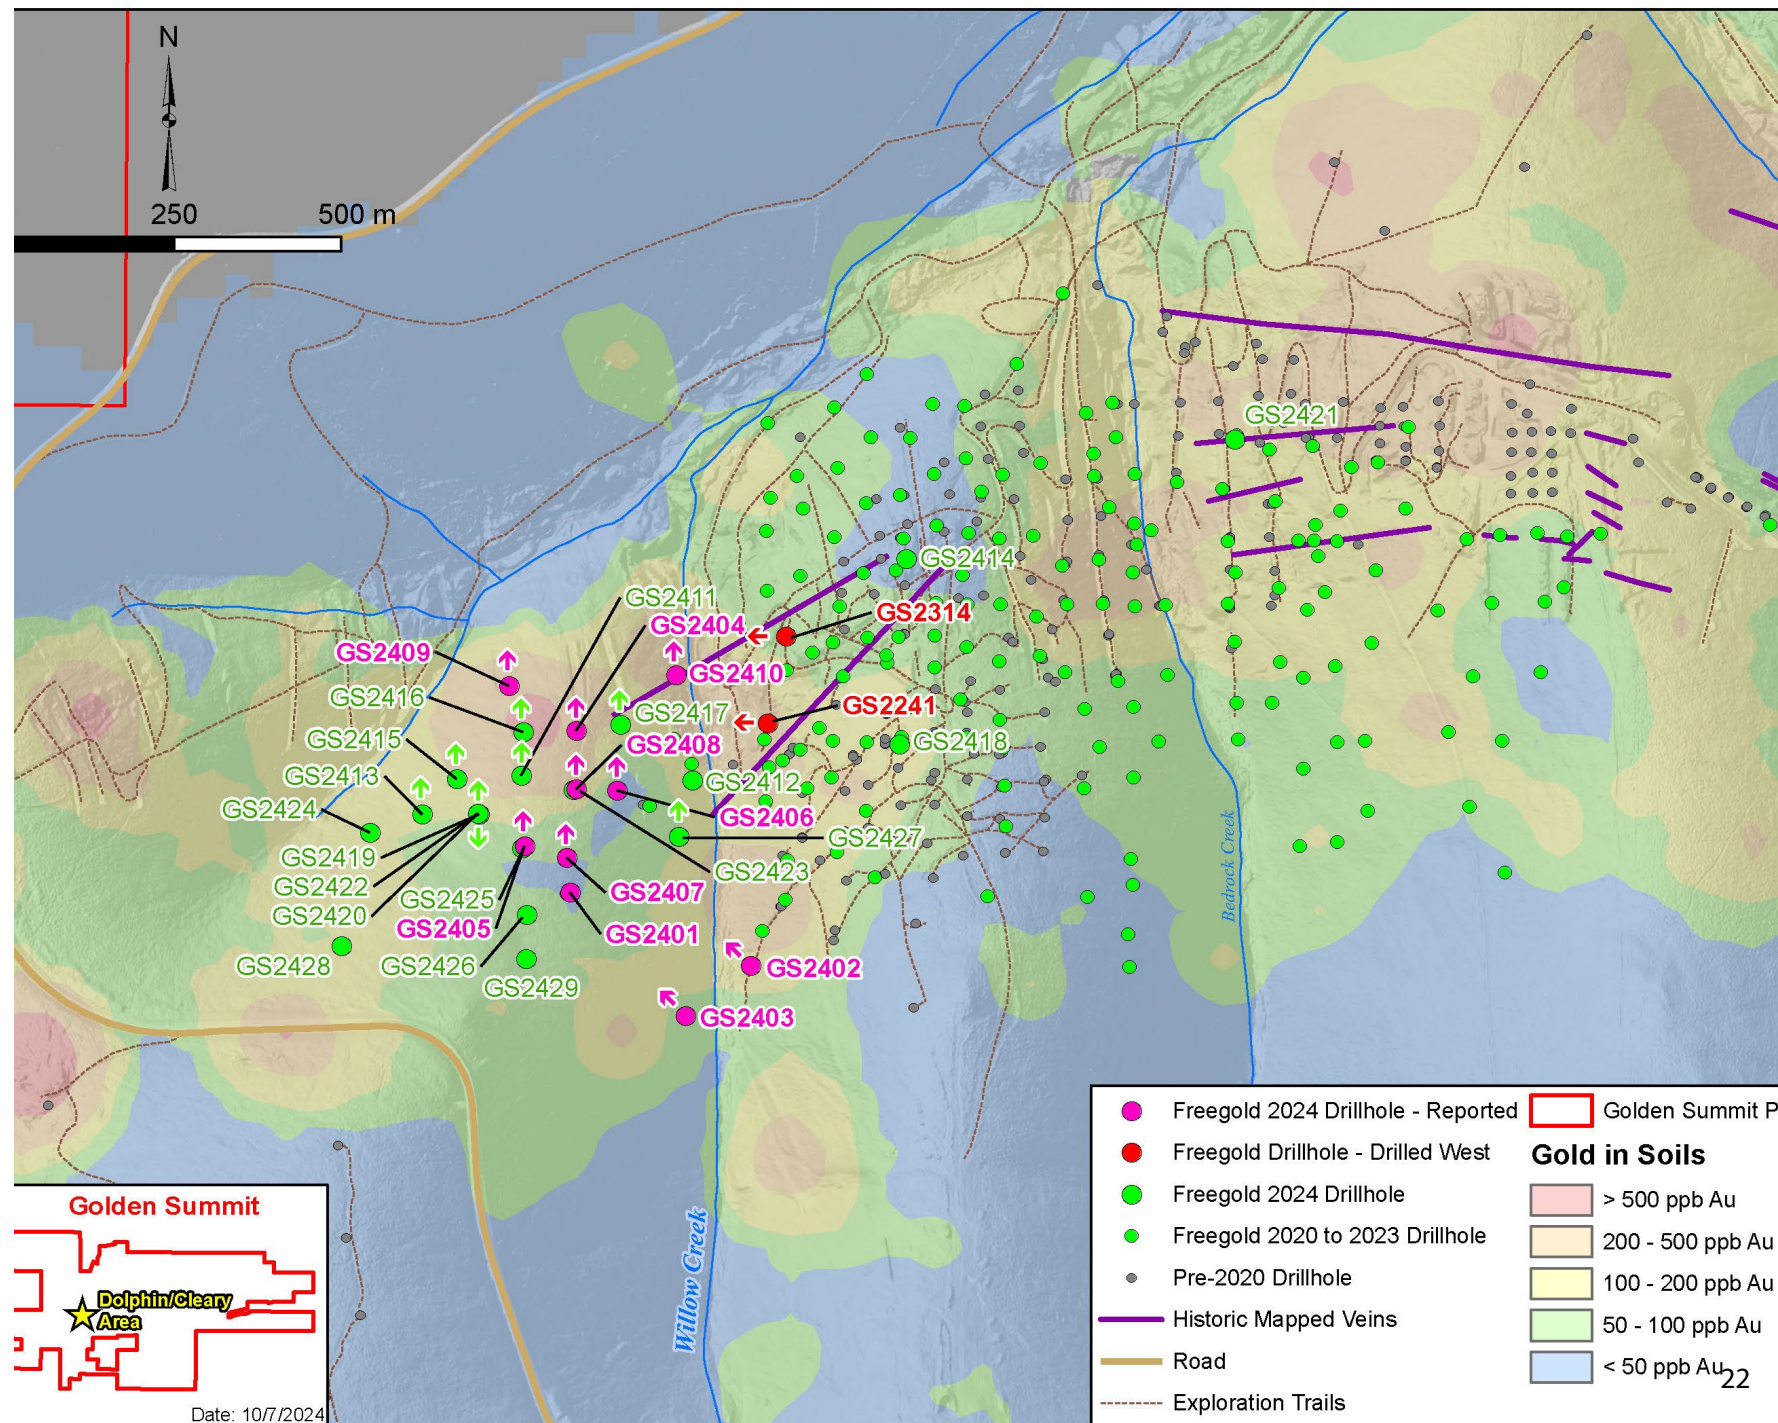 N
250 500 m
GS2421
GS2414
GS2411
GS2314
GS2404
GS2409
GS2410
GS2416
GS2241
GS2417
GS2415
GS2408
GS2418
GS2413
GS2412
GS2424
GS2406
GS2427
GS2419
GS2423
GS2422
GS2425
GS2407
GS2420
GS2405
GS2401
GS2428
GS2426
GS2402
GS2429
GS2403
Bedrock Creek
Willow Creek
Freegold 2024 Drillhole - Reported
Freegold Drillhole - Drilled West
Freegold 2024 Drillhole
Freegold 2020 to 2023 Drillhole
Pre-2020 Drillhole
Historic Mapped Veins
Road
Exploration Trails
Golden Summit P
Gold in Soils
> 500 ppb Au
200 - 500 ppb Au
100 - 200 ppb Au
50 - 100 ppb Au
< 50 ppb Au
22
Golden Summit
Dolphin/Cleary
Area
Date: 10/7/2024